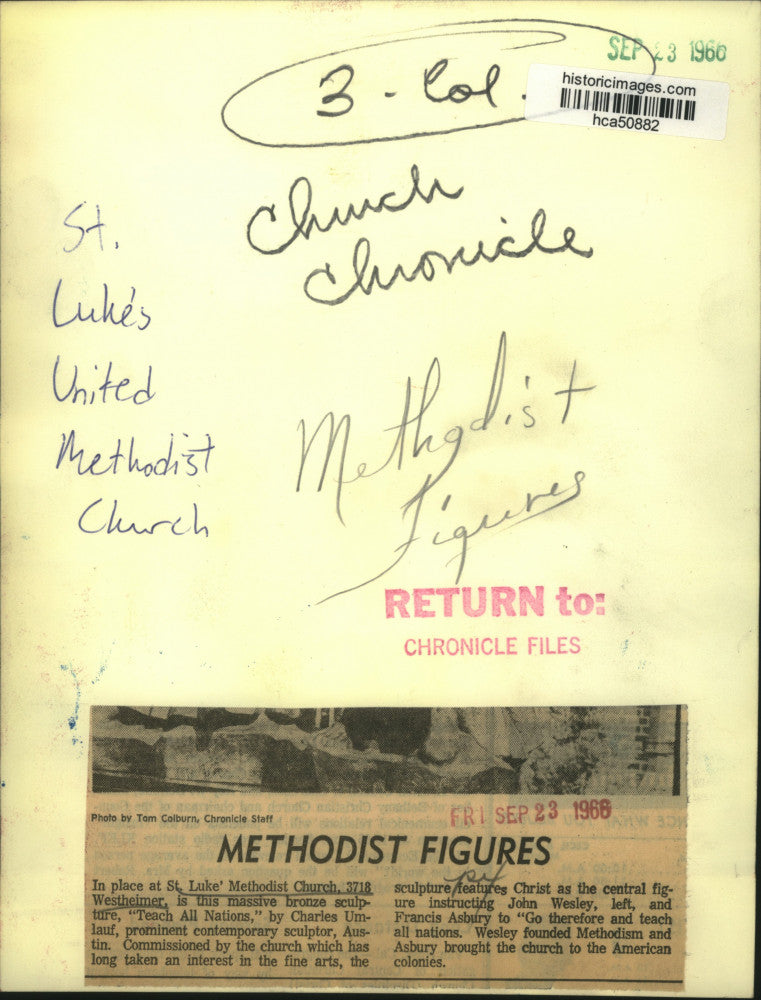 SEP 23 1966
3 - Col.
historicimages.com
hca50882
Church
Chronicle
St.
Luke's
United
Methodist
Church
Methodist
Figures
RETURN to:
CHRONICLE FILES
Photo by Tom Colburn, Chronicle Staff
FRI SEP 23 1966
METHODIST FIGURES
In place at St. Luke' Methodist Church, 3718
Westheimer, is this massive bronze sculp-
ture, "Teach All Nations," by Charles Um-
lauf, prominent contemporary sculptor, Aus-
tin. Commissioned by the church which has
long taken an interest in the fine arts, the
sculpture features Christ as the central fig-
ure instructing John Wesley, left, and
Francis Asbury to "Go therefore and teach
all nations. Wesley founded Methodism and
Asbury brought the church to the American
colonies.